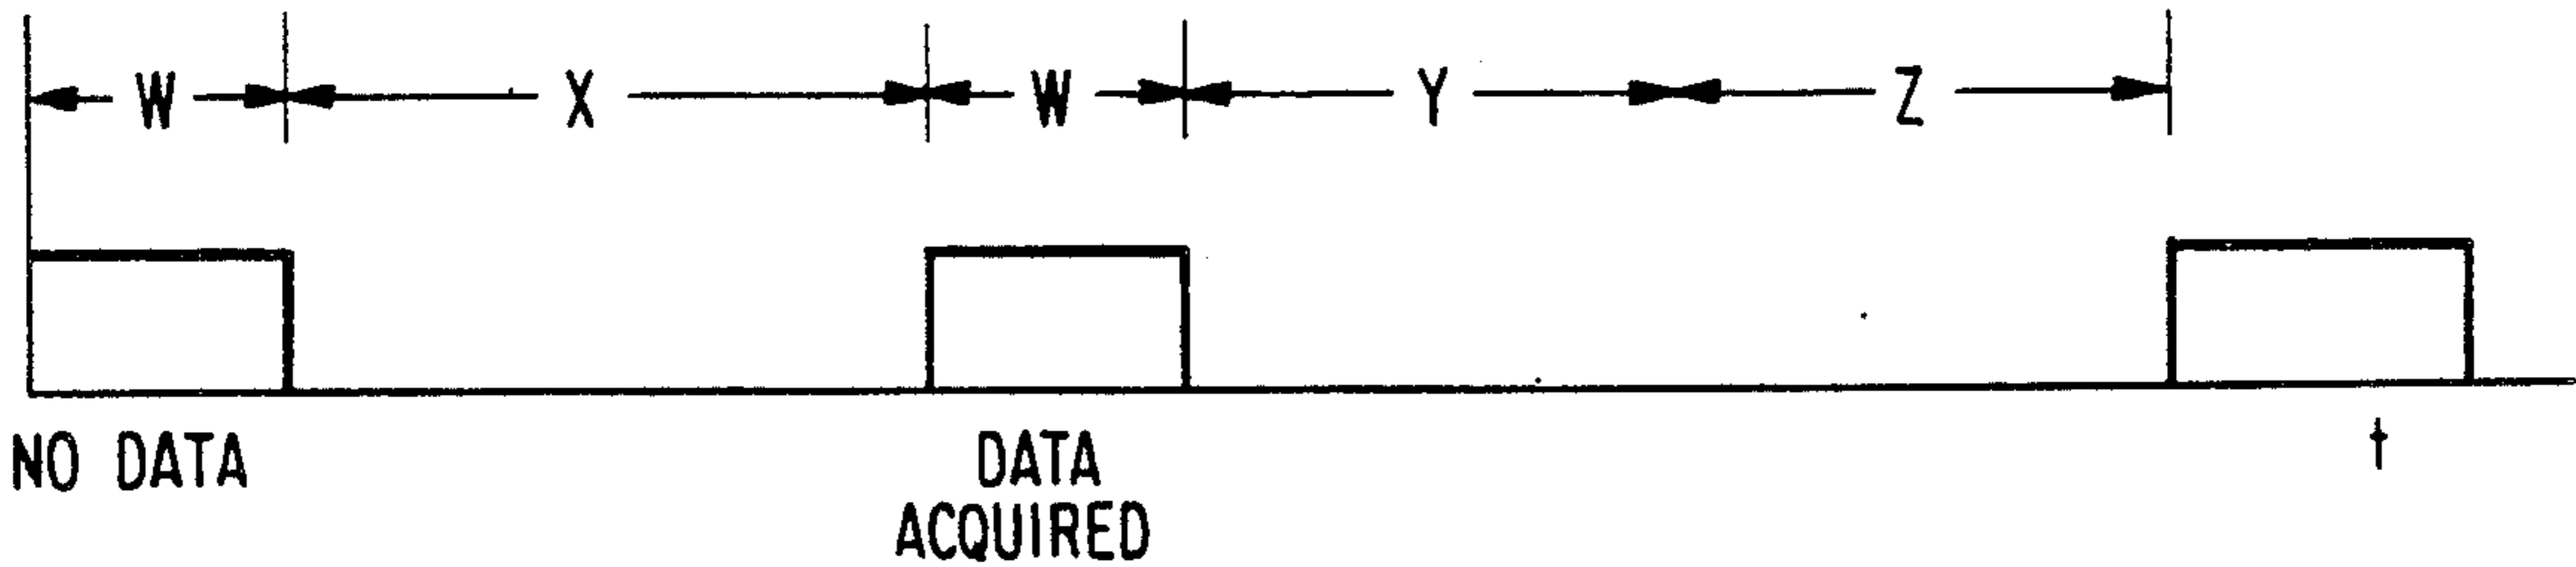 W X W Y Z
NO DATA
DATA
ACQUIRED
t